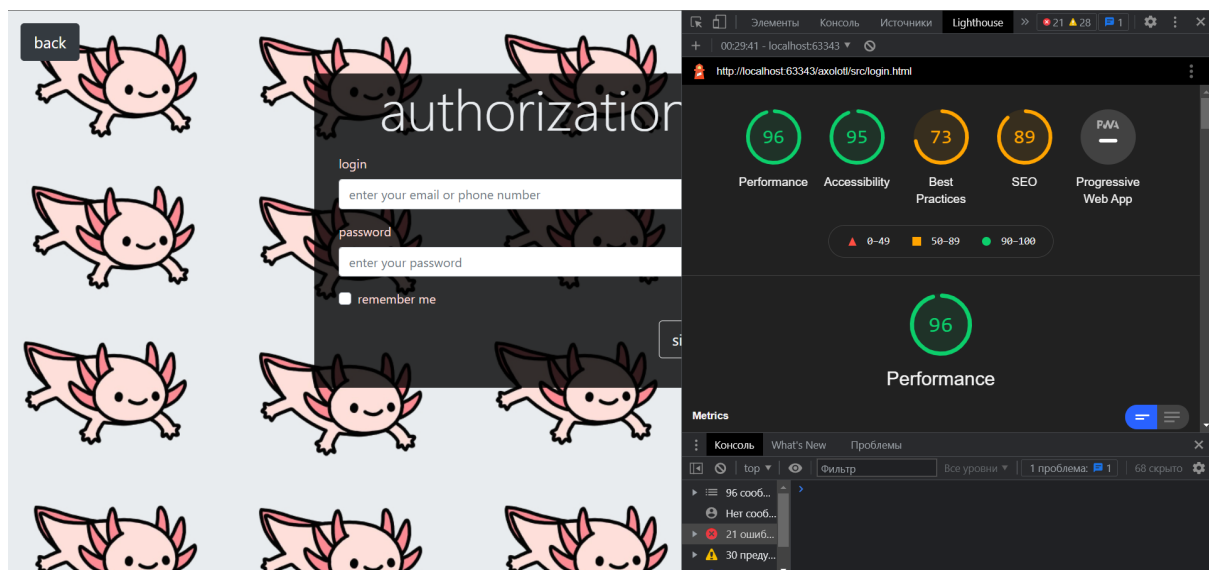 back
authorization
login
enter your email or phone number
password
enter your password
remember me
si
Элементы Консоль Источники Lighthouse » 21 28 1
00:29:41 - localhost:63343
http://localhost:63343/axolotl/src/login.html
96 95 73 89 PWA
Performance Accessibility Best Practices SEO Progressive Web App
0–49 50–89 90–100
96
Performance
Metrics
Консоль What's New Проблемы
top Фильтр Все уровни 1 проблема: 1 68 скрыто
96 сооб...
Нет сооб...
21 ошиб...
30 преду...